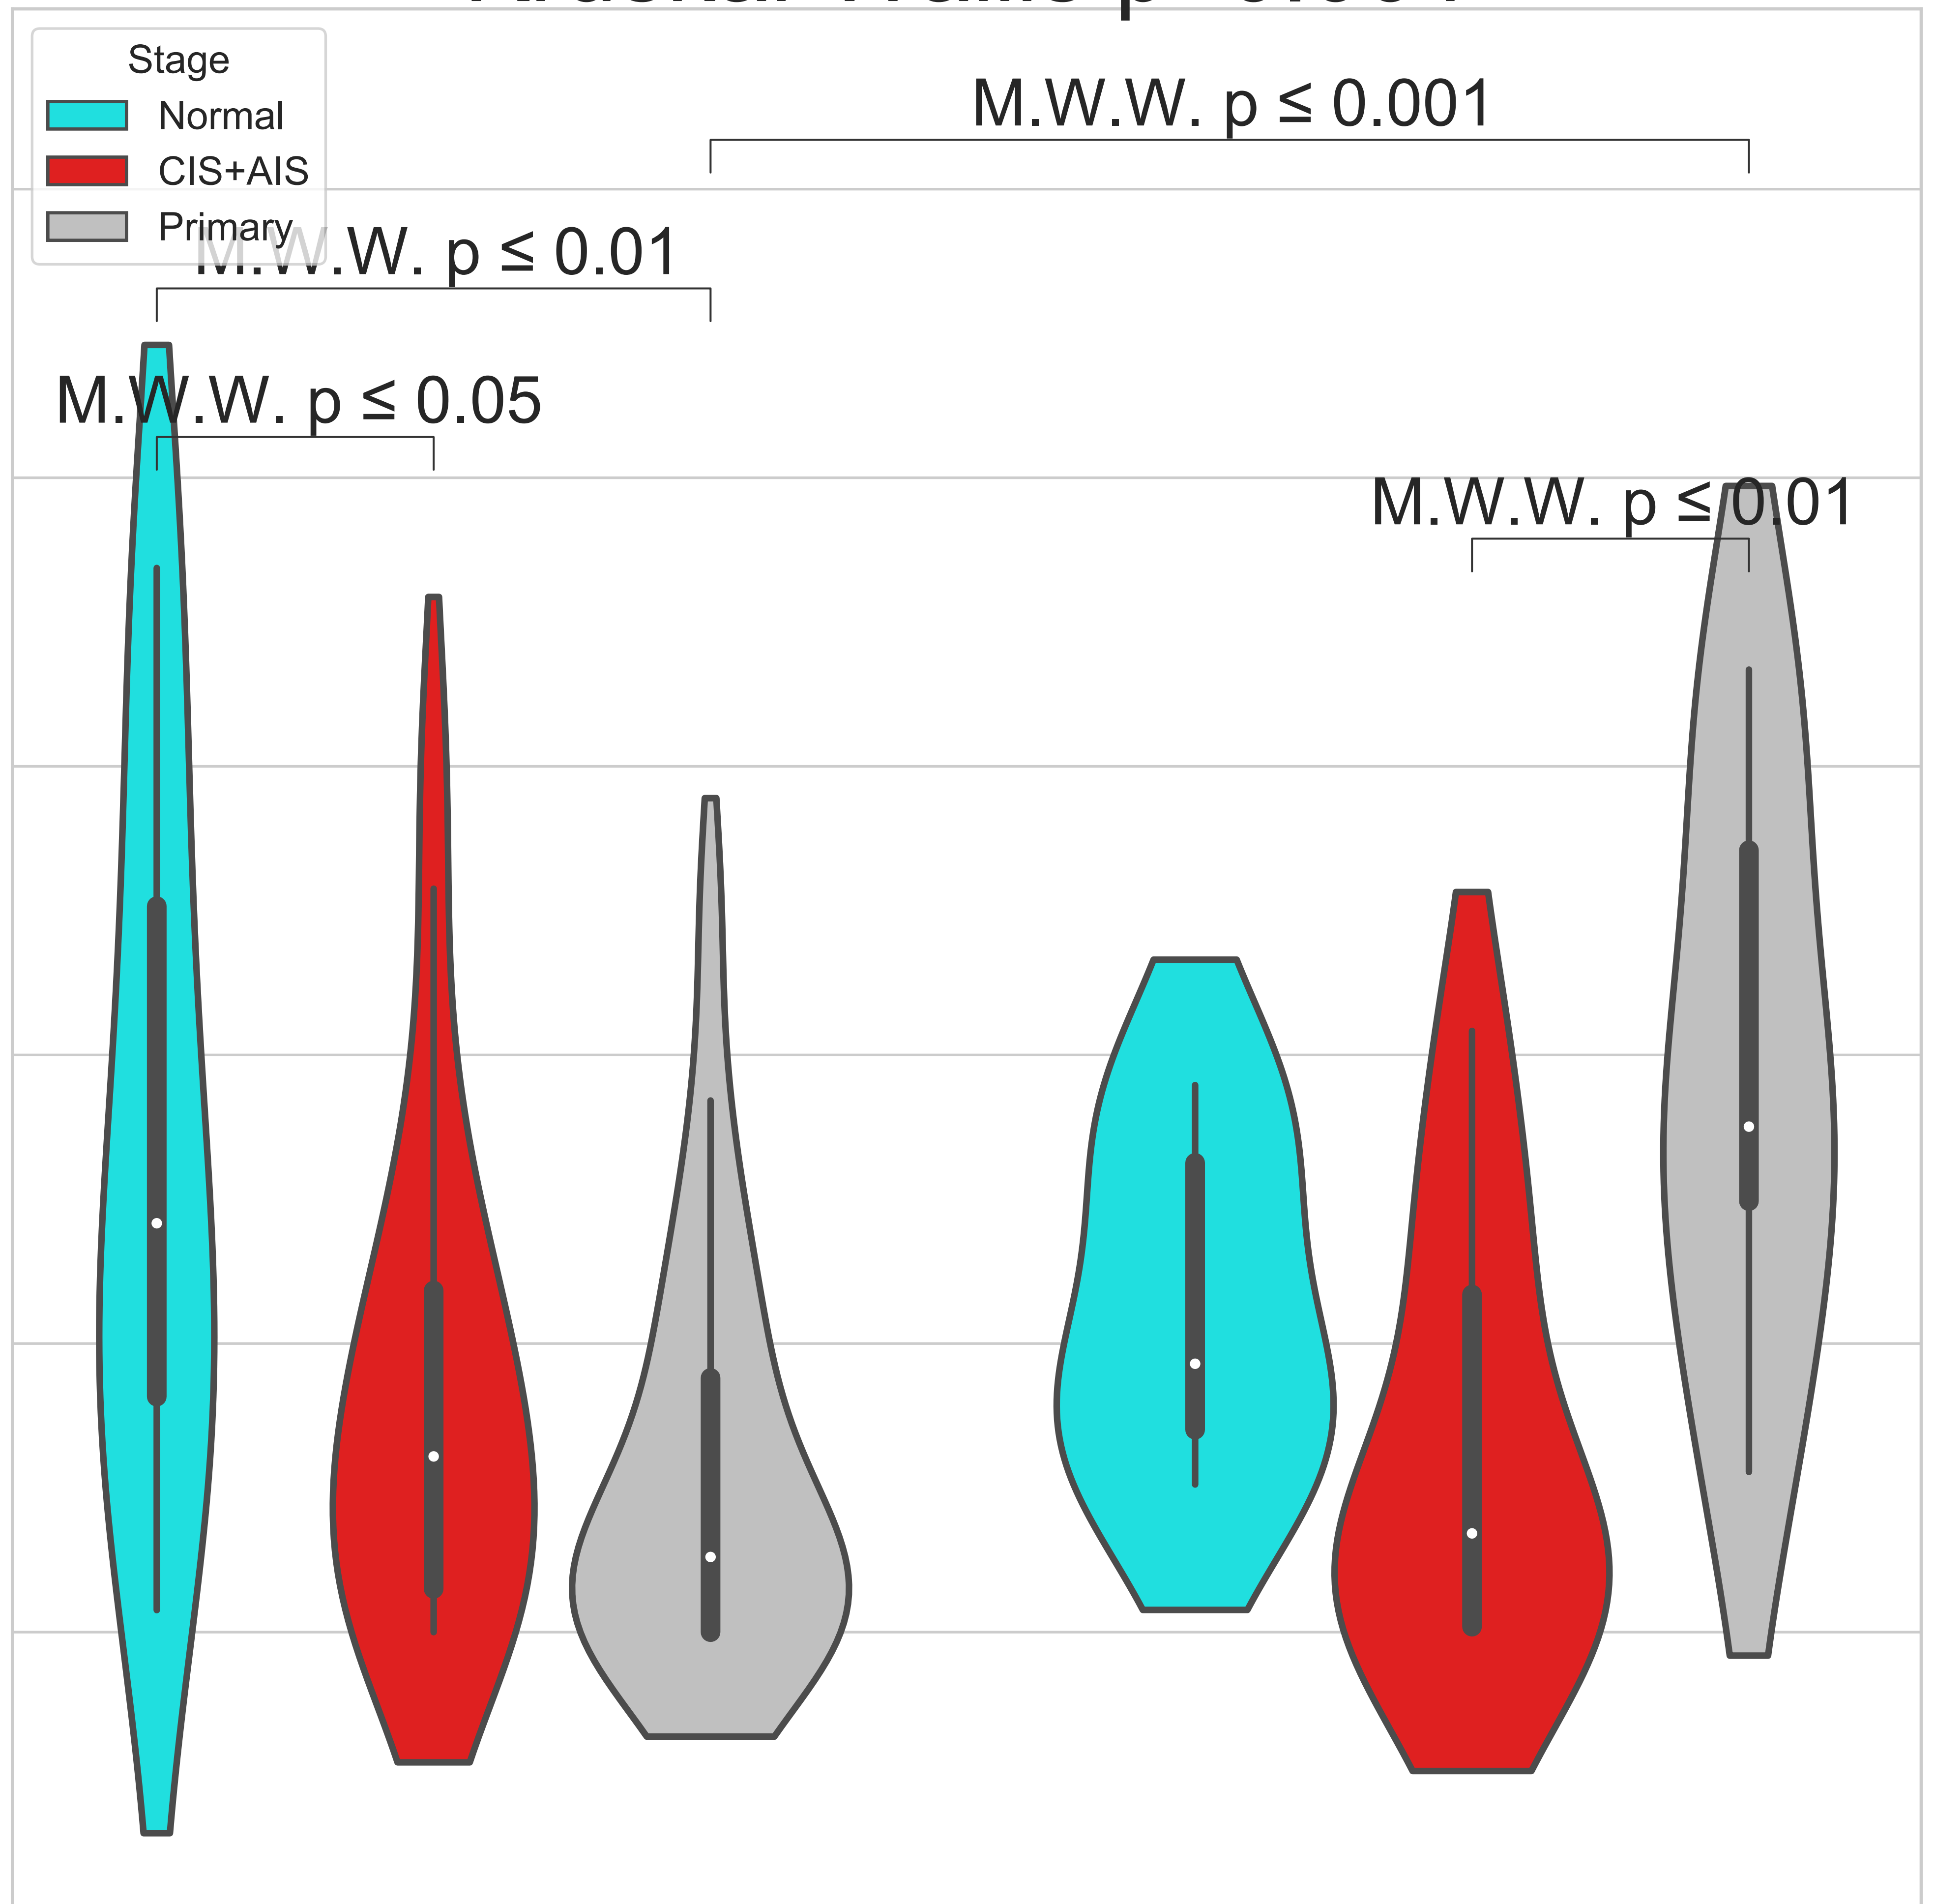 Stage
Normal
CIS+AIS
Primary
M.W.W. p ≤ 0.001
M.W.W. p ≤ 0.01
M.W.W. p ≤ 0.05
M.W.W. p ≤ 0.01